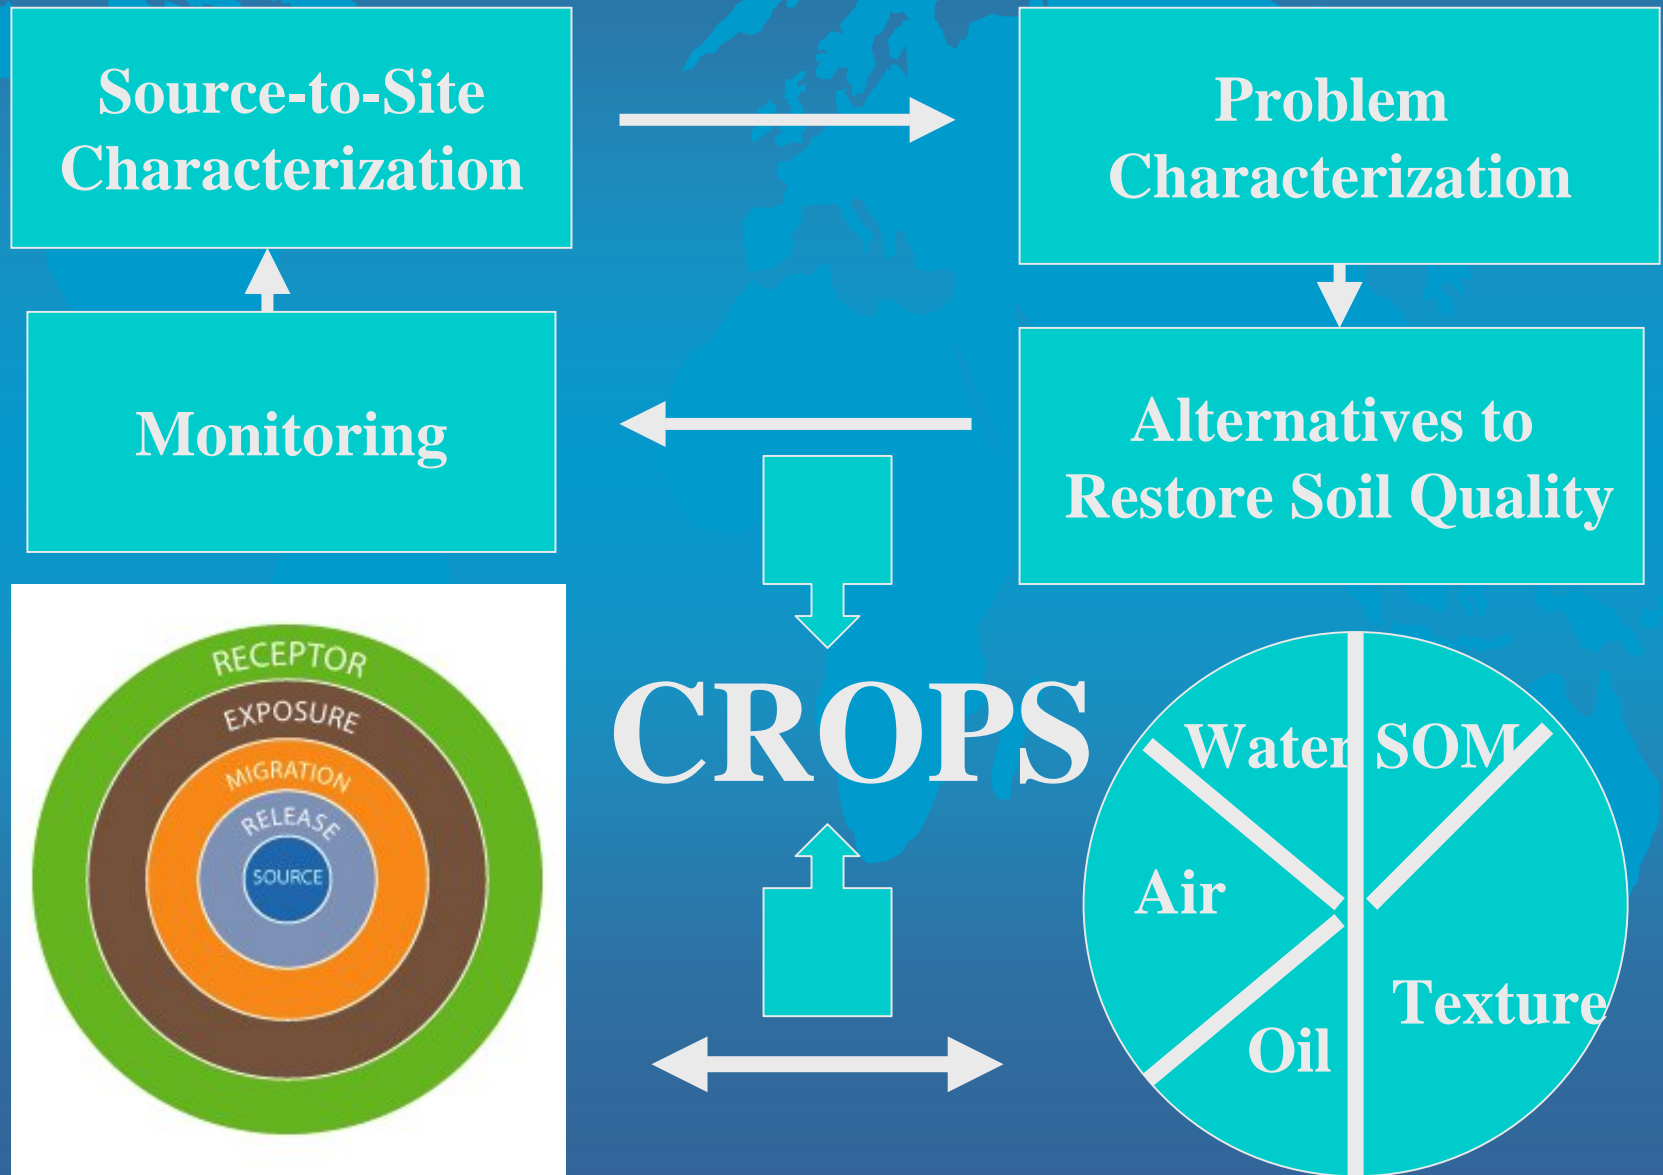 Source-to-Site
Characterization
Problem
Characterization
Monitoring
Alternatives to
Restore Soil Quality
RECEPTOR
EXPOSURE
MIGRATION
RELEASE
SOURCE
CROPS
Water
SOM
Air
Texture
Oil